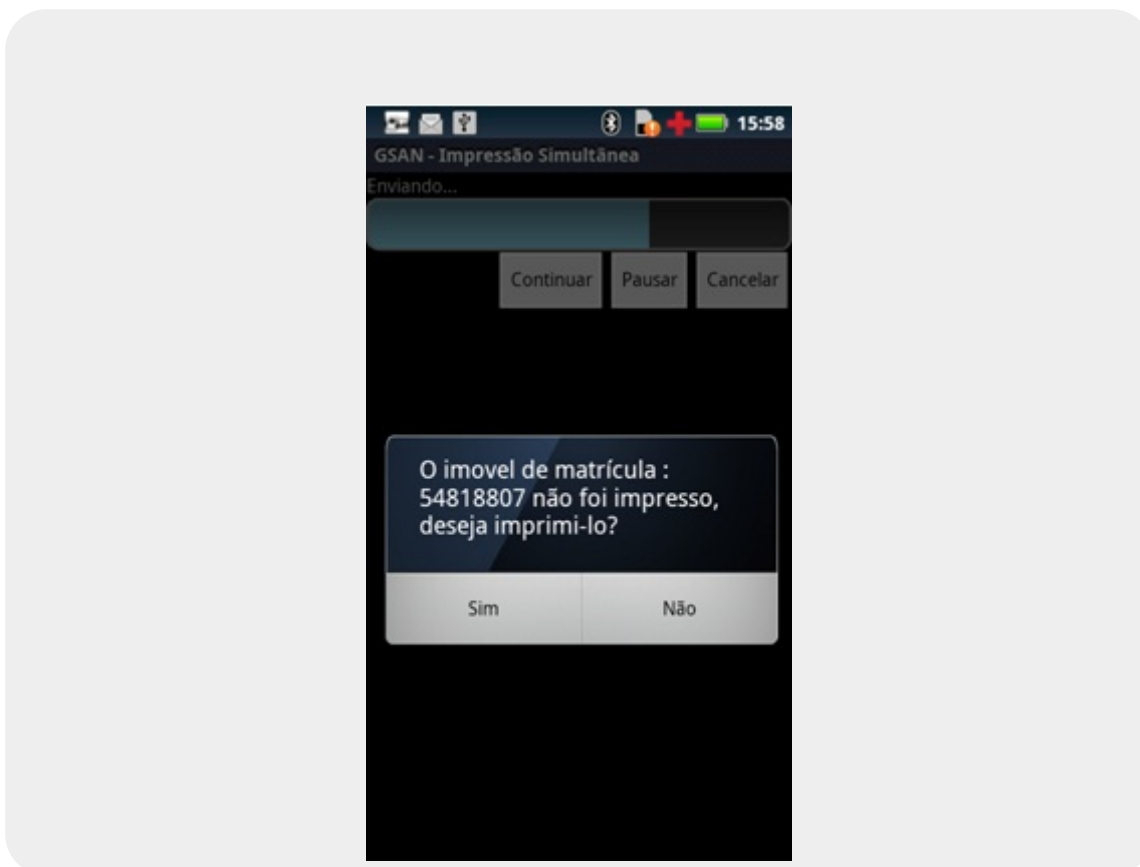 15:58
GSAN - Impressão Simultânea
Enviando...
Continuar Pausar Cancelar
O imovel de matrícula :
54818807 não foi impresso,
deseja imprimi-lo?
Sim Não